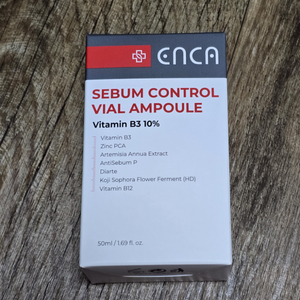 ENCA
SEBUM CONTROL
VIAL AMPOULE
Vitamin B3 10%
Vitamin B3
Zinc PCA
Artemisia Annua Extract
AntiSebum P
Diarte
Koji Sophora Flower Ferment (HD)
Vitamin B12
50ml / 1.69 fl. oz.